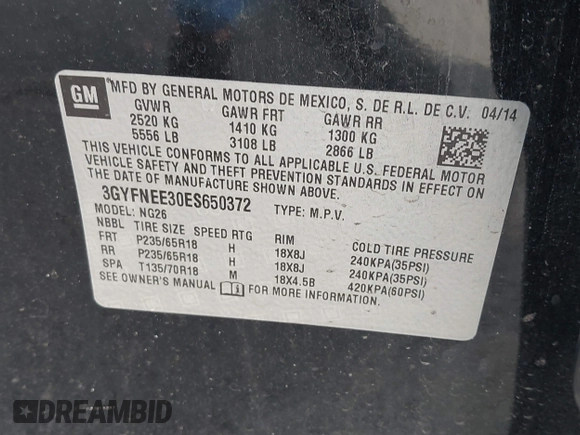 GM
MFD BY GENERAL MOTORS DE MEXICO, S. DE R.L. DE C.V. 04/14
GVWR GAWR FRT GAWR RR
2520 KG 1410 KG 1300 KG
5556 LB 3108 LB 2866 LB
THIS VEHICLE CONFORMS TO ALL APPLICABLE U.S. FEDERAL MOTOR
VEHICLE SAFETY AND THEFT PREVENTION STANDARDS IN EFFECT ON
THE DATE OF MANUFACTURE SHOWN ABOVE.
3GYFNEE30ES650372 TYPE: M.P.V.
MODEL: NG26
NBBL TIRE SIZE SPEED RTG RIM COLD TIRE PRESSURE
FRT P235/65R18 H 18X8J 240KPA(35PSI)
RR P235/65R18 H 18X8J 240KPA(35PSI)
SPA T135/70R18 M 18X4.5B 420KPA(60PSI)
SEE OWNER'S MANUAL FOR MORE INFORMATION.
DREAMBID